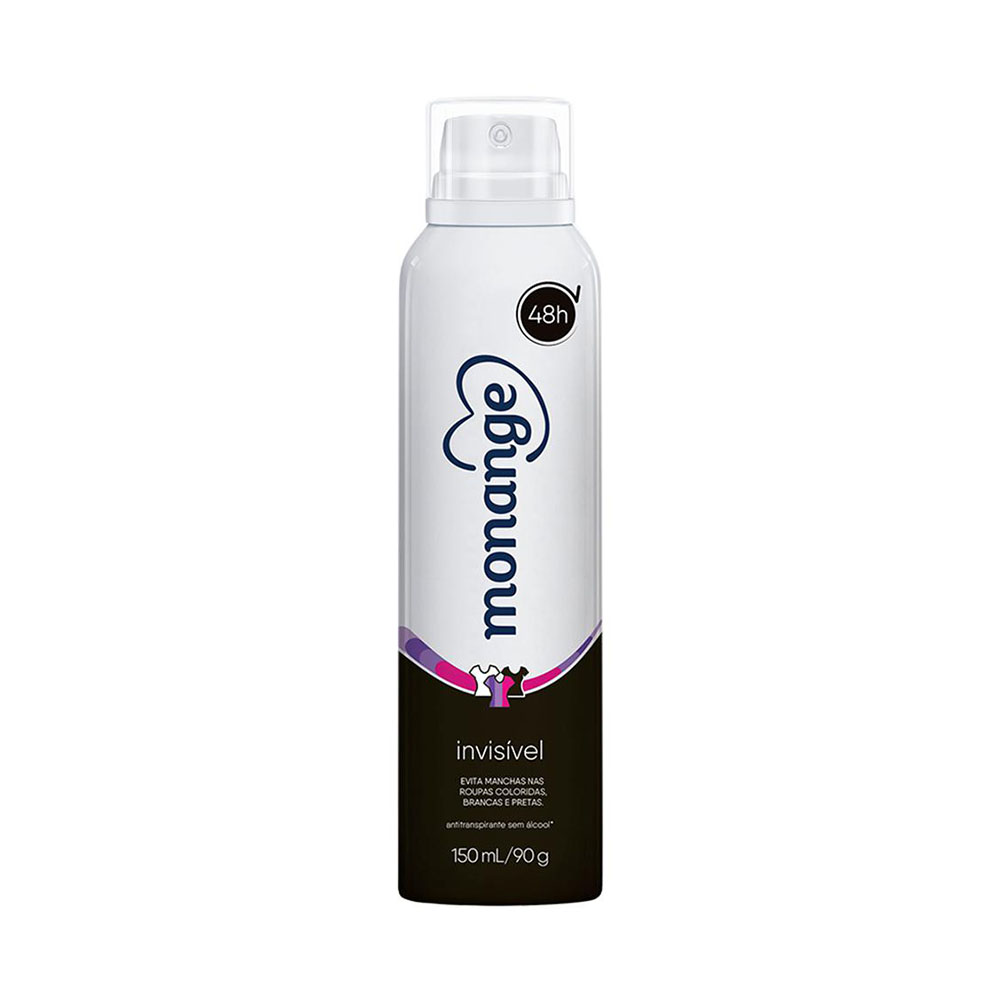 48h
monange
invisível
EVITA MANCHAS NAS
ROUPAS COLORIDAS,
BRANCAS E PRETAS.
antitranspirante sem álcool*
150 mL/90 g